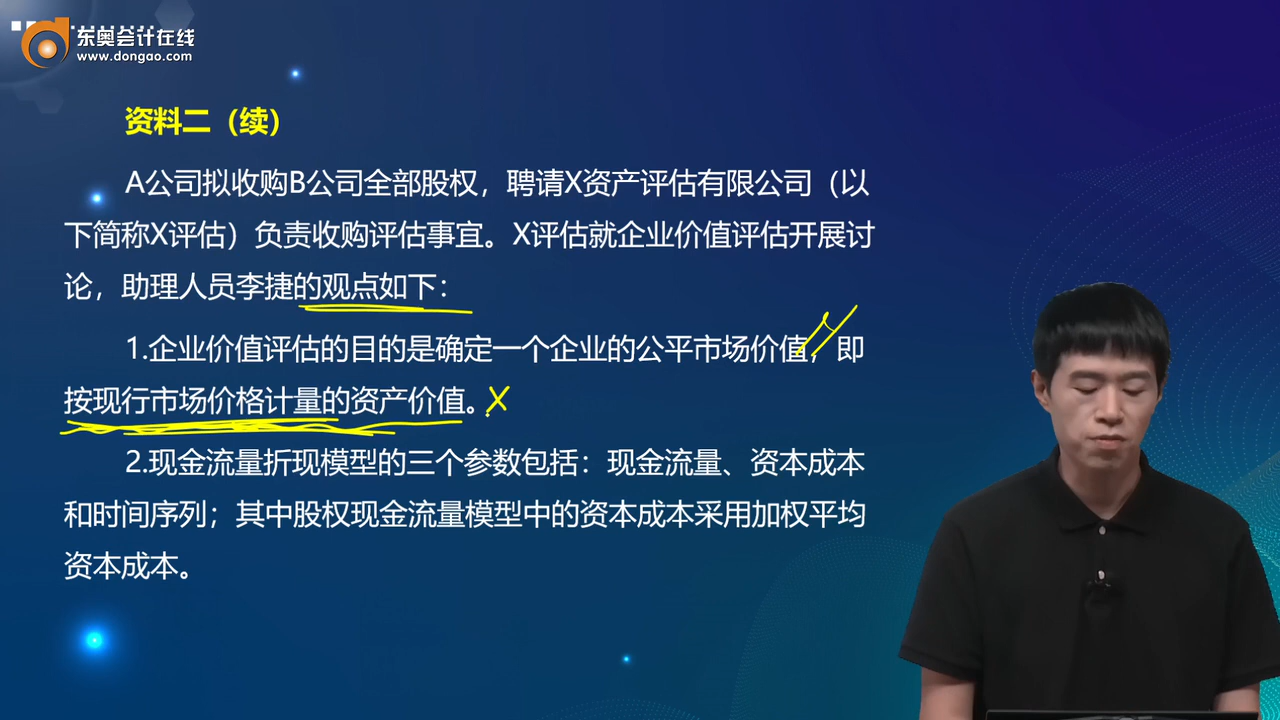 东奥会计在线
www.dongao.com
资料二（续）
A公司拟收购B公司全部股权，聘请X资产评估有限公司（以
下简称X评估）负责收购评估事宜。X评估就企业价值评估开展讨
论，助理人员李捷的观点如下：
1.企业价值评估的目的是确定一个企业的公平市场价值，即
按现行市场价格计量的资产价值。X
2.现金流量折现模型的三个参数包括：现金流量、资本成本
和时间序列；其中股权现金流量模型中的资本成本采用加权平均
资本成本。